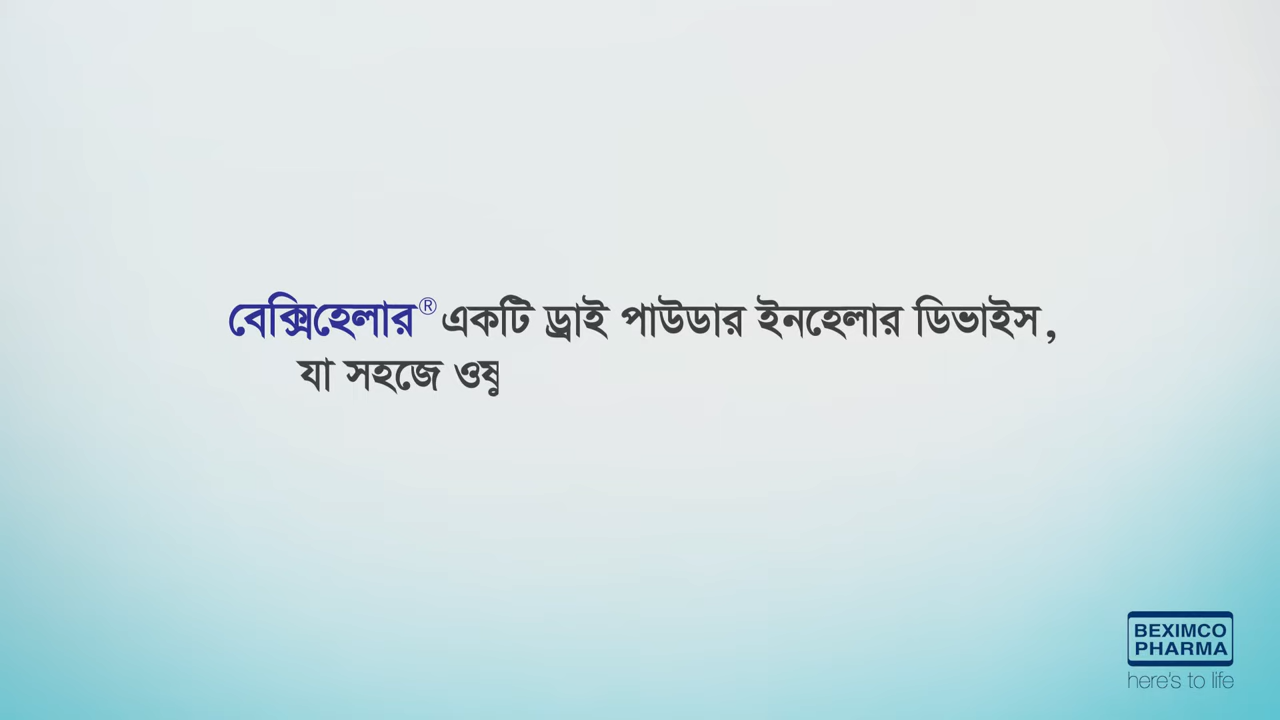 বেক্সিহেলার® একটি ড্রাই পাউডার ইনহেলার ডিভাইস,
যা সহজে ওষু
BEXIMCO
PHARMA
here's to life